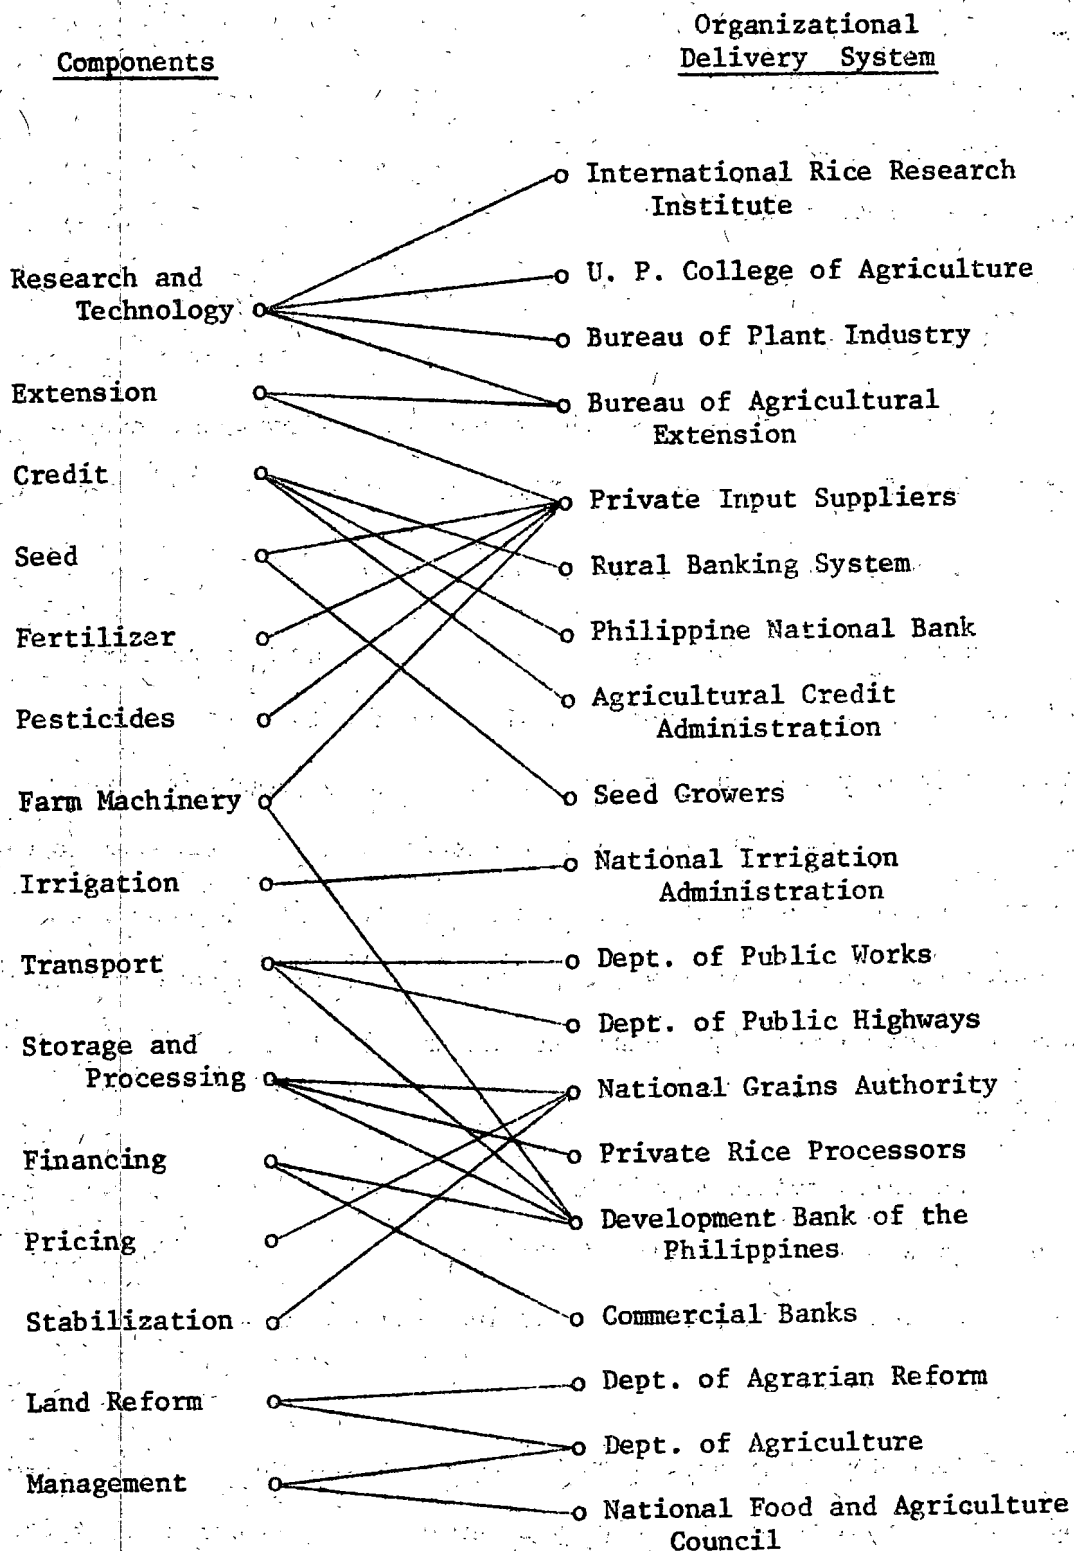 Components
Organizational
Delivery System
Research and
Technology
Extension
Credit
Seed
Fertilizer
Pesticides
Farm Machinery
Irrigation
Transport
Storage and
Processing
Financing
Pricing
Stabilization
Land Reform
Management
International Rice Research
Institute
U. P. College of Agriculture
Bureau of Plant Industry
Bureau of Agricultural
Extension
Private Input Suppliers
Rural Banking System
Philippine National Bank
Agricultural Credit
Administration
Seed Growers
National Irrigation
Administration
Dept. of Public Works
Dept. of Public Highways
National Grains Authority
Private Rice Processors
Development Bank of the
Philippines
Commercial Banks
Dept. of Agrarian Reform
Dept. of Agriculture
National Food and Agriculture
Council